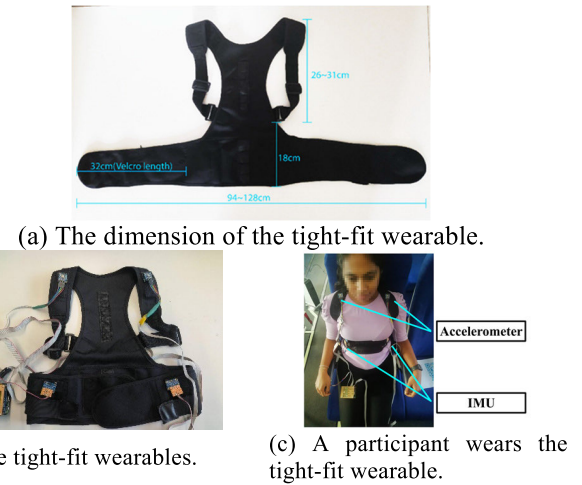 26~31cm
32cm(Velcro length)
18cm
94~128cm
(a) The dimension of the tight-fit wearable.
Accelerometer
IMU
e tight-fit wearables.
(c) A participant wears the
tight-fit wearable.